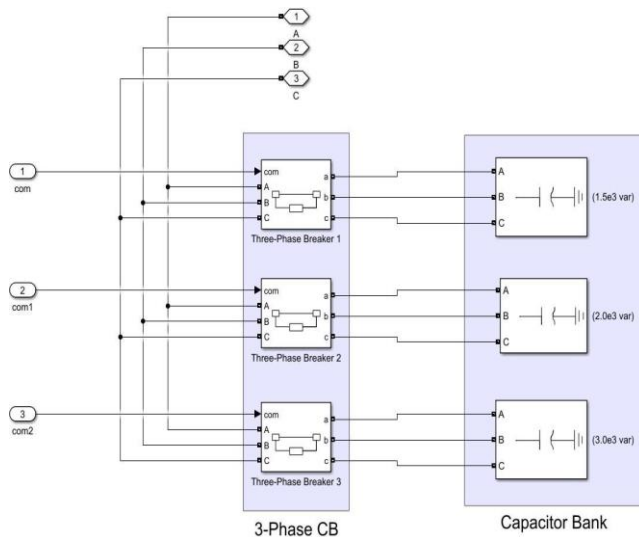 1
A
2
B
3
C
1
com
com
A
B
C
a
b
c
Three-Phase Breaker 1
A
B
C
(1.5e3 var)
2
com1
com
A
B
C
a
b
c
Three-Phase Breaker 2
A
B
C
(2.0e3 var)
3
com2
com
A
B
C
a
b
c
Three-Phase Breaker 3
A
B
C
(3.0e3 var)
3-Phase CB
Capacitor Bank